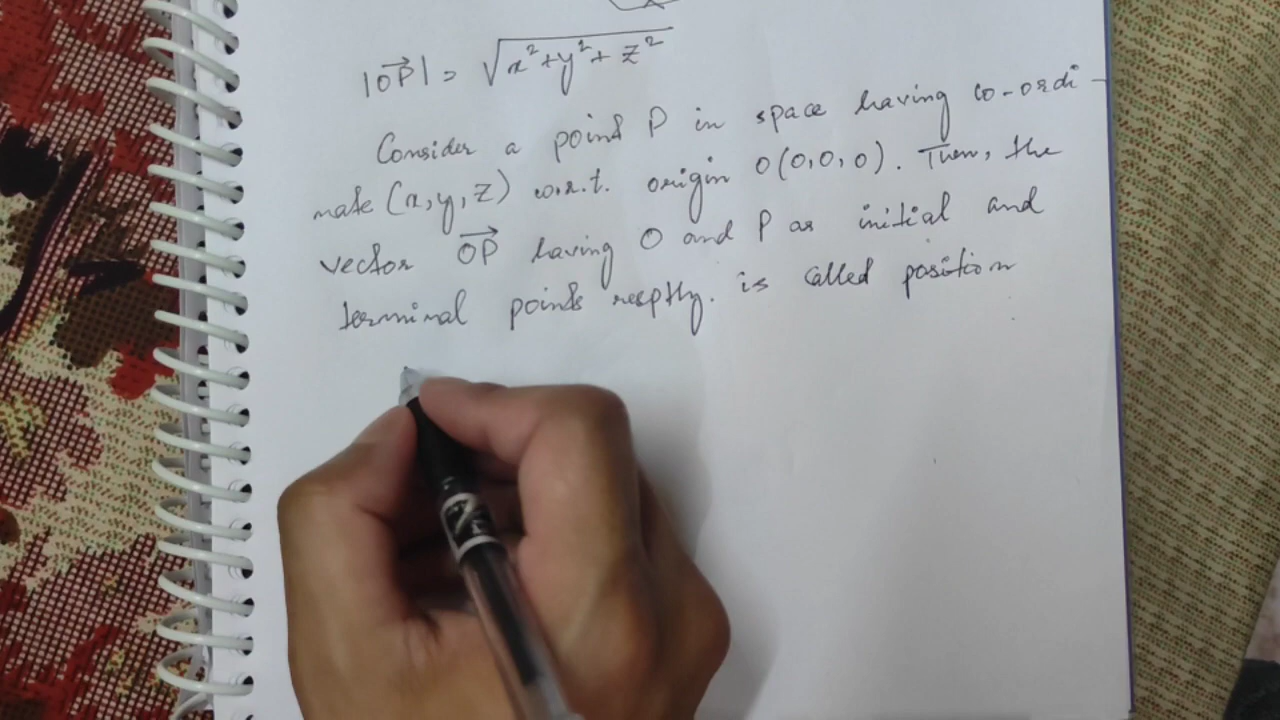 |OP⃗| = √x²+y²+z²
Consider a point P in space having co-ordi-
nate (x,y,z) w.r.t. origin O(0,0,0). Then, the
vector OP⃗ having O and P as initial and
terminal points resptly. is called position